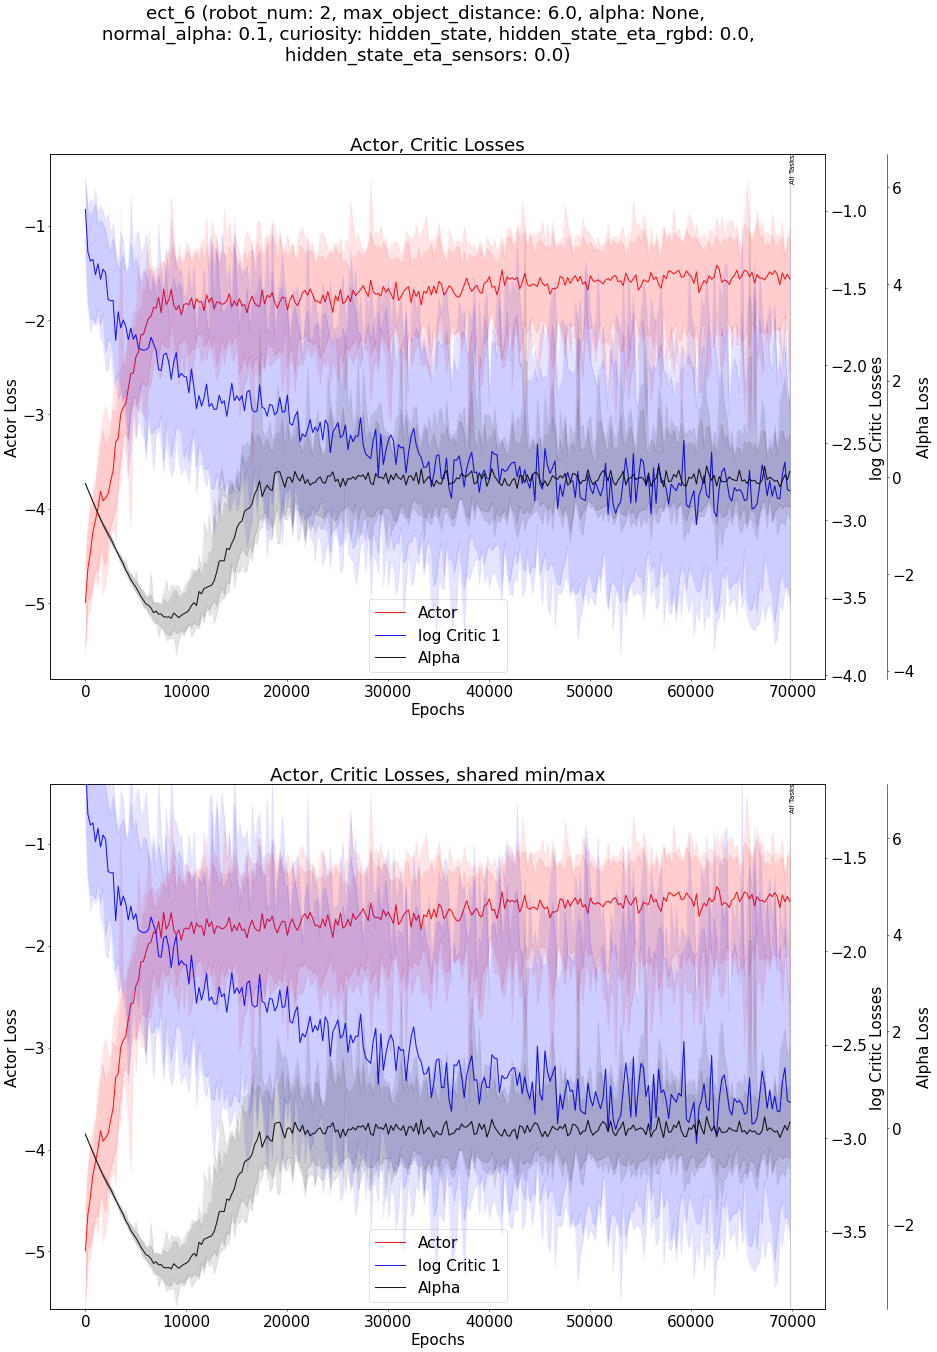 ect_6 (robot_num: 2, max_object_distance: 6.0, alpha: None,
normal_alpha: 0.1, curiosity: hidden_state, hidden_state_eta_rgbd: 0.0,
hidden_state_eta_sensors: 0.0)
Actor, Critic Losses
All Tasks
−1
−2
−3
−4
−5
Actor Loss
−1.0
−1.5
−2.0
−2.5
−3.0
−3.5
−4.0
log Critic Losses
6
4
2
0
−2
−4
Alpha Loss
Actor
log Critic 1
Alpha
0 10000 20000 30000 40000 50000 60000 70000
Epochs
Actor, Critic Losses, shared min/max
All Tasks
−1
−2
−3
−4
−5
Actor Loss
−1.5
−2.0
−2.5
−3.0
−3.5
log Critic Losses
6
4
2
0
−2
Alpha Loss
Actor
log Critic 1
Alpha
0 10000 20000 30000 40000 50000 60000 70000
Epochs